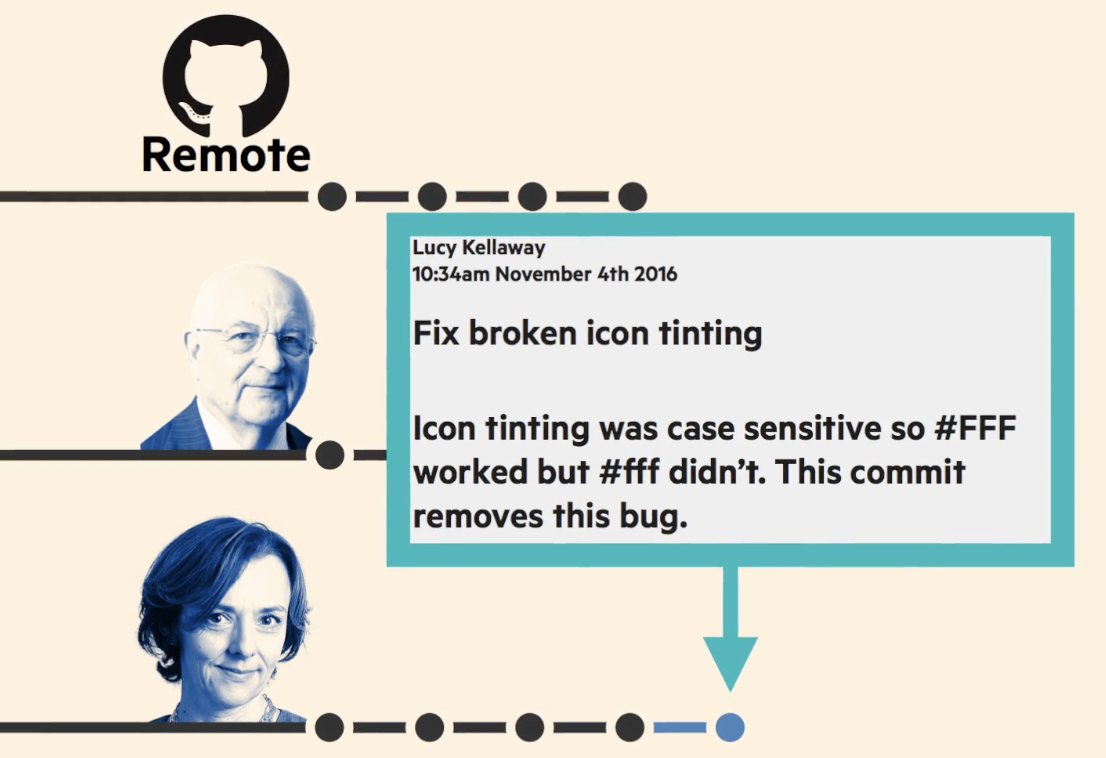 Remote
Lucy Kellaway
10:34am November 4th 2016
Fix broken icon tinting
Icon tinting was case sensitive so #FFF
worked but #fff didn’t. This commit
removes this bug.